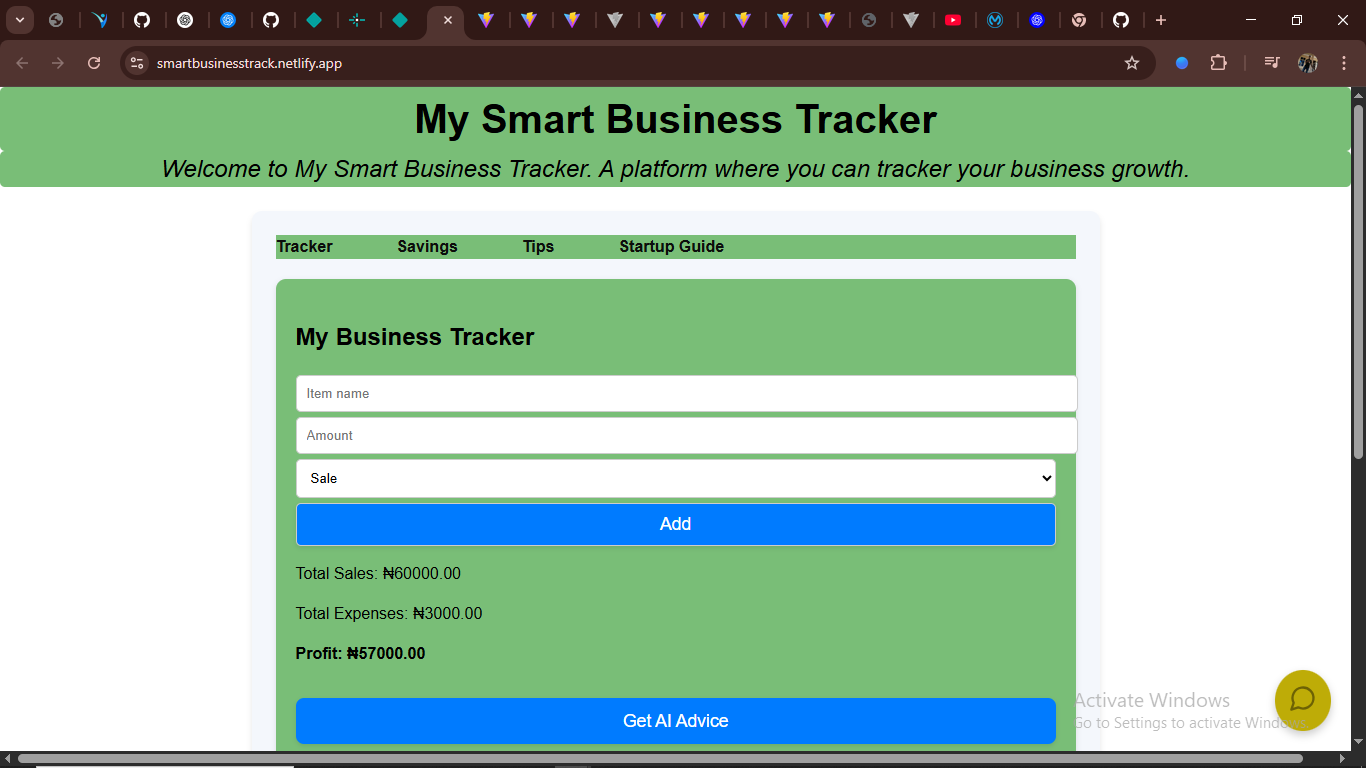 smartbusinesstrack.netlify.app
My Smart Business Tracker
Welcome to My Smart Business Tracker. A platform where you can tracker your business growth.
Tracker Savings Tips Startup Guide
My Business Tracker
Item name
Amount
Sale
Add
Total Sales: ₦60000.00
Total Expenses: ₦3000.00
Profit: ₦57000.00
Get AI Advice
Activate Windows
Go to Settings to activate Windows.